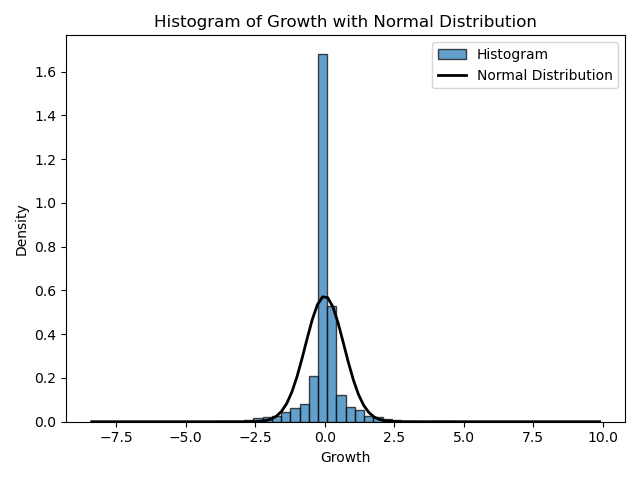 Histogram of Growth with Normal Distribution
Histogram
Normal Distribution
Density
1.6
1.4
1.2
1.0
0.8
0.6
0.4
0.2
0.0
−7.5 −5.0 −2.5 0.0 2.5 5.0 7.5 10.0
Growth